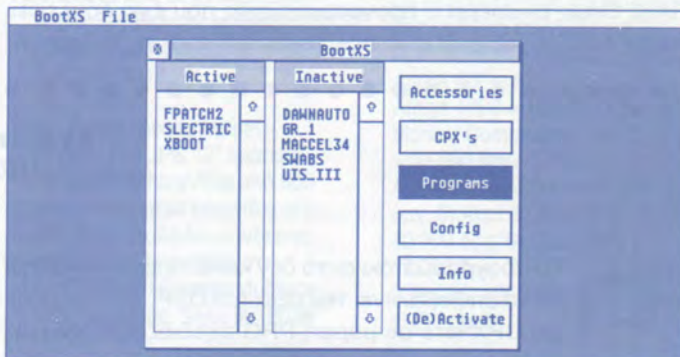 BootXS File
BootXS
Active
FPATCH2
SLECTRIC
XBOOT
Inactive
DAWNAUTO
GR_1
MACCEL34
SWABS
UIS_III
Accessories
CPX's
Programs
Config
Info
(De)Activate